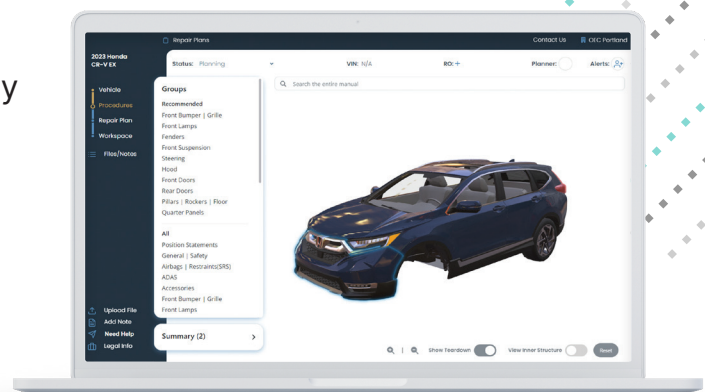 y
Repair Plans
Contact Us
OEC Portland
2023 Honda
CR-V EX
Status: Planning
VIN: N/A
RO: +
Planner:
Alerts:
Search the entire manual
Vehicle
Procedures
Repair Plan
Workspace
Files/Notes
Groups
Recommended
Front Bumper | Grille
Front Lamps
Fenders
Front Suspension
Steering
Hood
Front Doors
Rear Doors
Pillars | Rockers | Floor
Quarter Panels
All
Position Statements
General | Safety
Airbags | Restraints(SRS)
ADAS
Accessories
Front Bumper | Grille
Front Lamps
Summary (2)
Upload File
Add Note
Need Help
Legal Info
Show Teardown
View Inner Structure
Reset